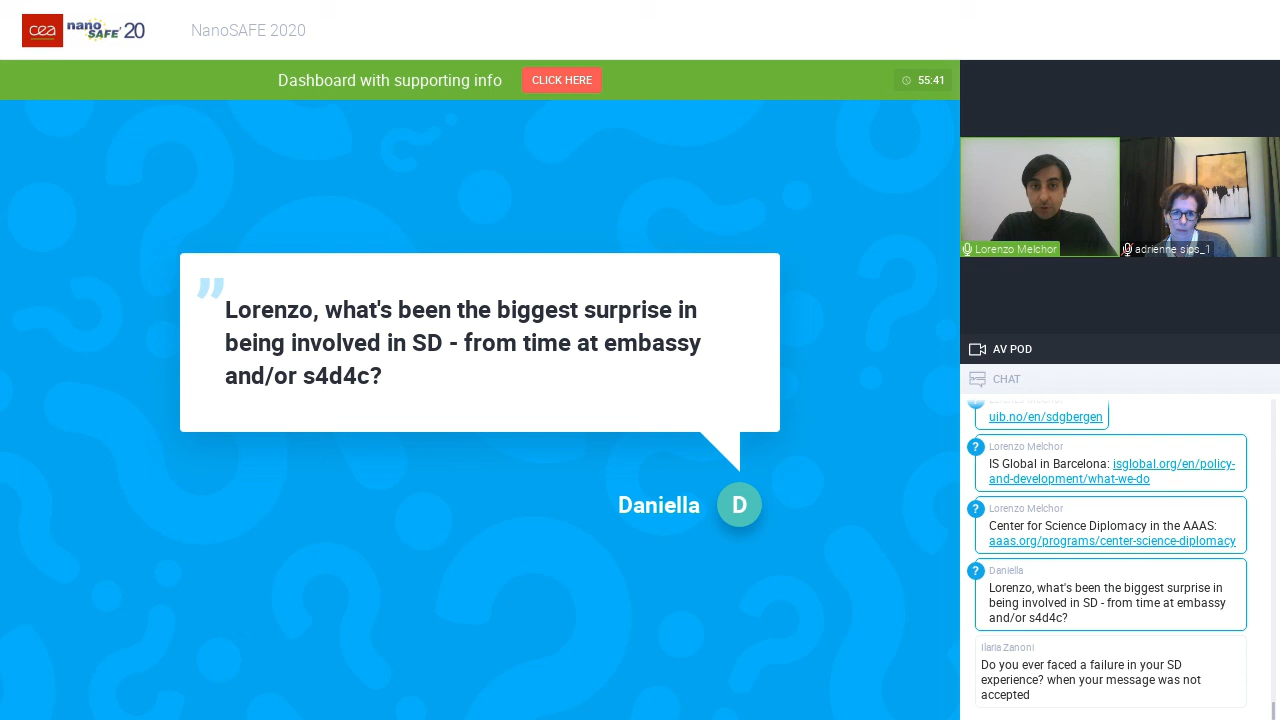 cea nano SAFE 20
NanoSAFE 2020
Dashboard with supporting info
CLICK HERE
55:41
Lorenzo, what's been the biggest surprise in
being involved in SD - from time at embassy
and/or s4d4c?
Daniella
D
Lorenzo Melchor
adrienne sips_1
AV POD
CHAT
uib.no/en/sdgbergen
Lorenzo Melchor
IS Global in Barcelona: isglobal.org/en/policy-
and-development/what-we-do
Lorenzo Melchor
Center for Science Diplomacy in the AAAS:
aaas.org/programs/center-science-diplomacy
Daniella
Lorenzo, what's been the biggest surprise in
being involved in SD - from time at embassy
and/or s4d4c?
Ilaria Zanoni
Do you ever faced a failure in your SD
experience? when your message was not
accepted